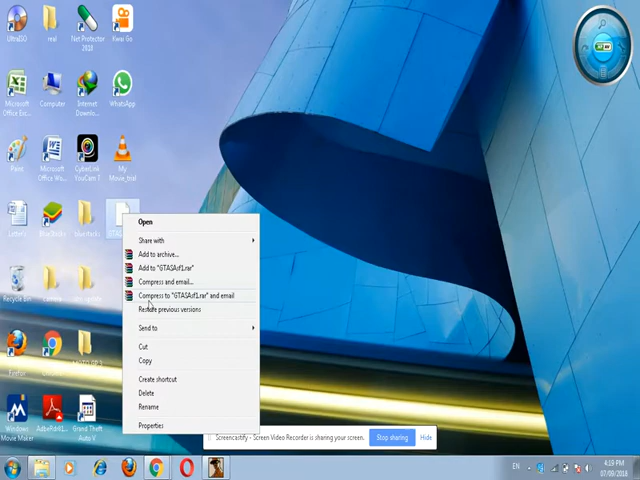 UltraISO
real
Net Protector
2018
Kwai Go
Microsoft
Office Exc...
Computer
Internet
Downlo...
WhatsApp
Paint
Microsoft
Office Wo...
CyberLink
YouCam 7
My
Movie_trial
BlueStacks
Recycle Bin
Firefox
Chrome
Windows
Movie Maker
Grand Theft
Auto V
Open
Share with
Add to archive...
Add to "GTASAsf1.rar"
Compress and email...
Compress to "GTASAsf1.rar" and email
Restore previous versions
Send to
Cut
Copy
Create shortcut
Delete
Rename
Properties
Screencastify - Screen Video Recorder is sharing your screen.
Stop sharing
Hide
EN
4:19 PM
07/09/2018